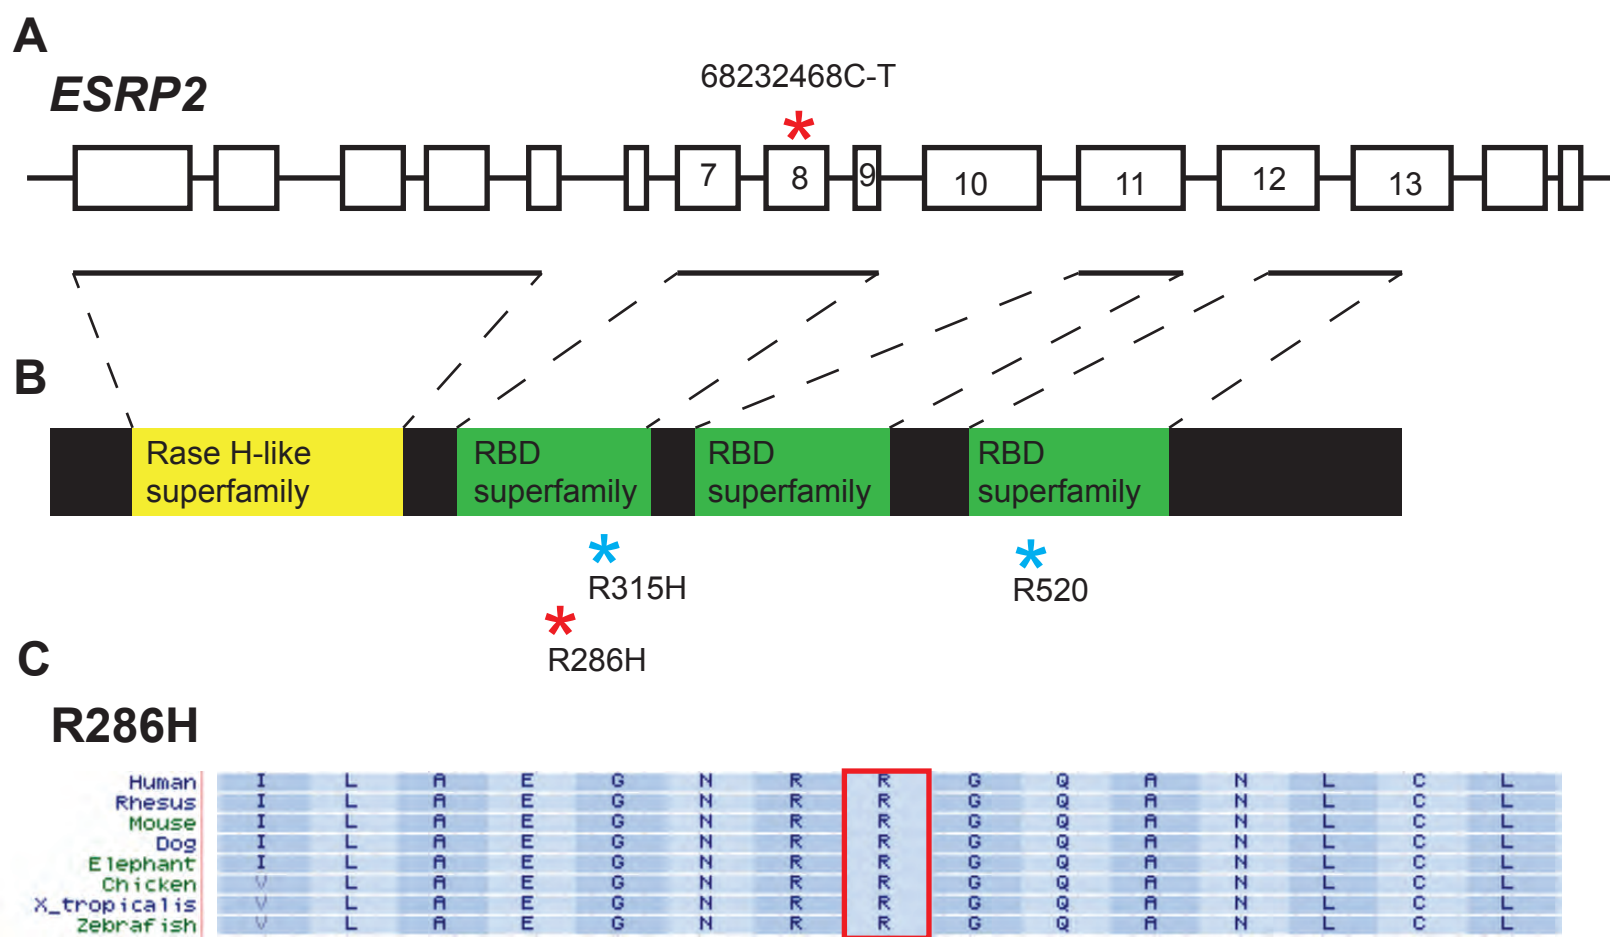 A
ESRP2
68232468C-T
*
7 8 9 10 11 12 13
B
Rase H-like
superfamily
RBD
superfamily
RBD
superfamily
RBD
superfamily
*
R315H
*
R520
*
R286H
C
R286H
Human I L A E G N R R G Q A N L C L
Rhesus I L A E G N R R G Q A N L C L
Mouse I L A E G N R R G Q A N L C L
Dog I L A E G N R R G Q A N L C L
Elephant I L A E G N R R G Q A N L C L
Chicken V L A E G N R R G Q A N L C L
X_tropicalis V L A E G N R R G Q A N L C L
Zebrafish V L A E G N R R G Q A N L C L